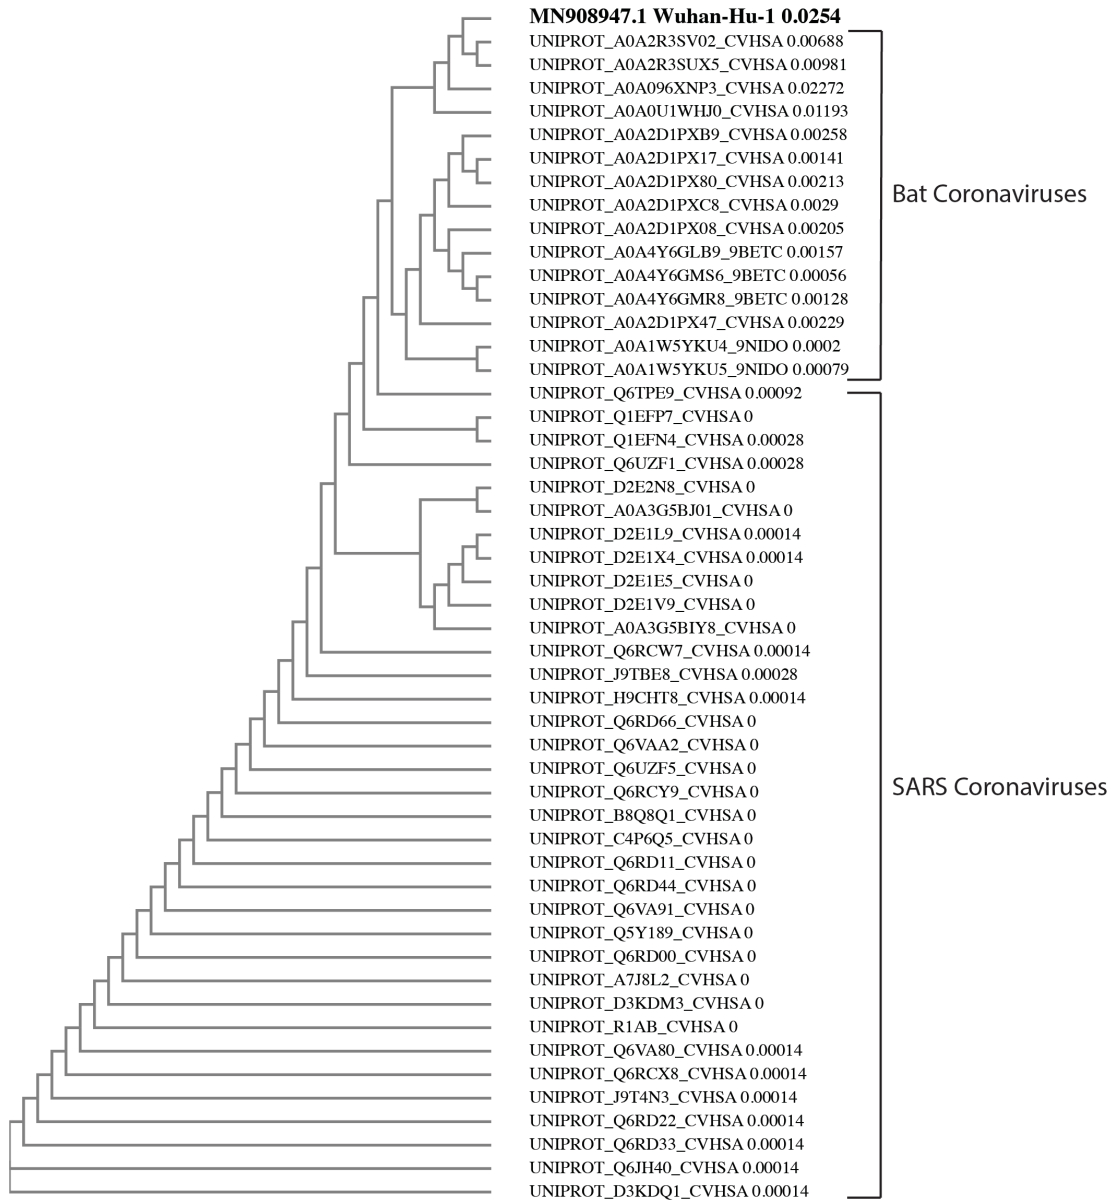 MN908947.1 Wuhan-Hu-1 0.0254
UNIPROT_A0A2R3SV02_CVHSA 0.00688
UNIPROT_A0A2R3SUX5_CVHSA 0.00981
UNIPROT_A0A096XNP3_CVHSA 0.02272
UNIPROT_A0A0U1WHJ0_CVHSA 0.01193
UNIPROT_A0A2D1PXB9_CVHSA 0.00258
UNIPROT_A0A2D1PX17_CVHSA 0.00141
UNIPROT_A0A2D1PX80_CVHSA 0.00213
Bat Coronaviruses
UNIPROT_A0A2D1PXC8_CVHSA 0.0029
UNIPROT_A0A2D1PX08_CVHSA 0.00205
UNIPROT_A0A4Y6GLB9_9BETC 0.00157
UNIPROT_A0A4Y6GMS6_9BETC 0.00056
UNIPROT_A0A4Y6GMR8_9BETC 0.00128
UNIPROT_A0A2D1PX47_CVHSA 0.00229
UNIPROT_A0A1W5YKU4_9NIDO 0.0002
UNIPROT_A0A1W5YKU5_9NIDO 0.00079
UNIPROT_Q6TPE9_CVHSA 0.00092
UNIPROT_Q1EFP7_CVHSA 0
UNIPROT_Q1EFN4_CVHSA 0.00028
UNIPROT_Q6UZF1_CVHSA 0.00028
UNIPROT_D2E2N8_CVHSA 0
UNIPROT_A0A3G5BJ01_CVHSA 0
UNIPROT_D2E1L9_CVHSA 0.00014
UNIPROT_D2E1X4_CVHSA 0.00014
UNIPROT_D2E1E5_CVHSA 0
UNIPROT_D2E1V9_CVHSA 0
UNIPROT_A0A3G5BIY8_CVHSA 0
UNIPROT_Q6RCW7_CVHSA 0.00014
UNIPROT_J9TBE8_CVHSA 0.00028
UNIPROT_H9CHT8_CVHSA 0.00014
UNIPROT_Q6RD66_CVHSA 0
UNIPROT_Q6VAA2_CVHSA 0
UNIPROT_Q6UZF5_CVHSA 0
SARS Coronaviruses
UNIPROT_Q6RCY9_CVHSA 0
UNIPROT_B8Q8Q1_CVHSA 0
UNIPROT_C4P6Q5_CVHSA 0
UNIPROT_Q6RD11_CVHSA 0
UNIPROT_Q6RD44_CVHSA 0
UNIPROT_Q6VA91_CVHSA 0
UNIPROT_Q5Y189_CVHSA 0
UNIPROT_Q6RD00_CVHSA 0
UNIPROT_A7J8L2_CVHSA 0
UNIPROT_D3KDM3_CVHSA 0
UNIPROT_R1AB_CVHSA 0
UNIPROT_Q6VA80_CVHSA 0.00014
UNIPROT_Q6RCX8_CVHSA 0.00014
UNIPROT_J9T4N3_CVHSA 0.00014
UNIPROT_Q6RD22_CVHSA 0.00014
UNIPROT_Q6RD33_CVHSA 0.00014
UNIPROT_Q6JH40_CVHSA 0.00014
UNIPROT_D3KDQ1_CVHSA 0.00014